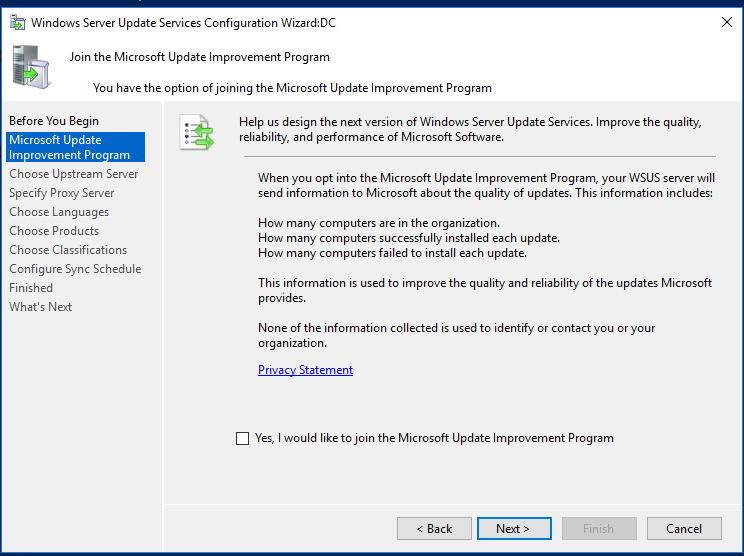 Windows Server Update Services Configuration Wizard:DC
Join the Microsoft Update Improvement Program
You have the option of joining the Microsoft Update Improvement Program
Before You Begin
Microsoft Update
Improvement Program
Choose Upstream Server
Specify Proxy Server
Choose Languages
Choose Products
Choose Classifications
Configure Sync Schedule
Finished
What's Next
Help us design the next version of Windows Server Update Services. Improve the quality,
reliability, and performance of Microsoft Software.
When you opt into the Microsoft Update Improvement Program, your WSUS server will
send information to Microsoft about the quality of updates. This information includes:
How many computers are in the organization.
How many computers successfully installed each update.
How many computers failed to install each update.
This information is used to improve the quality and reliability of the updates Microsoft
provides.
None of the information collected is used to identify or contact you or your
organization.
Privacy Statement
Yes, I would like to join the Microsoft Update Improvement Program
< Back
Next >
Finish
Cancel